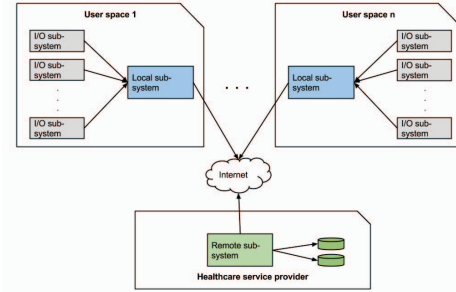 User space 1
I/O sub-
system
I/O sub-
system
.
.
.
I/O sub-
system
Local sub-
system
. . .
User space n
Local sub-
system
I/O sub-
system
I/O sub-
system
.
.
.
I/O sub-
system
Internet
Remote sub-
system
Healthcare service provider